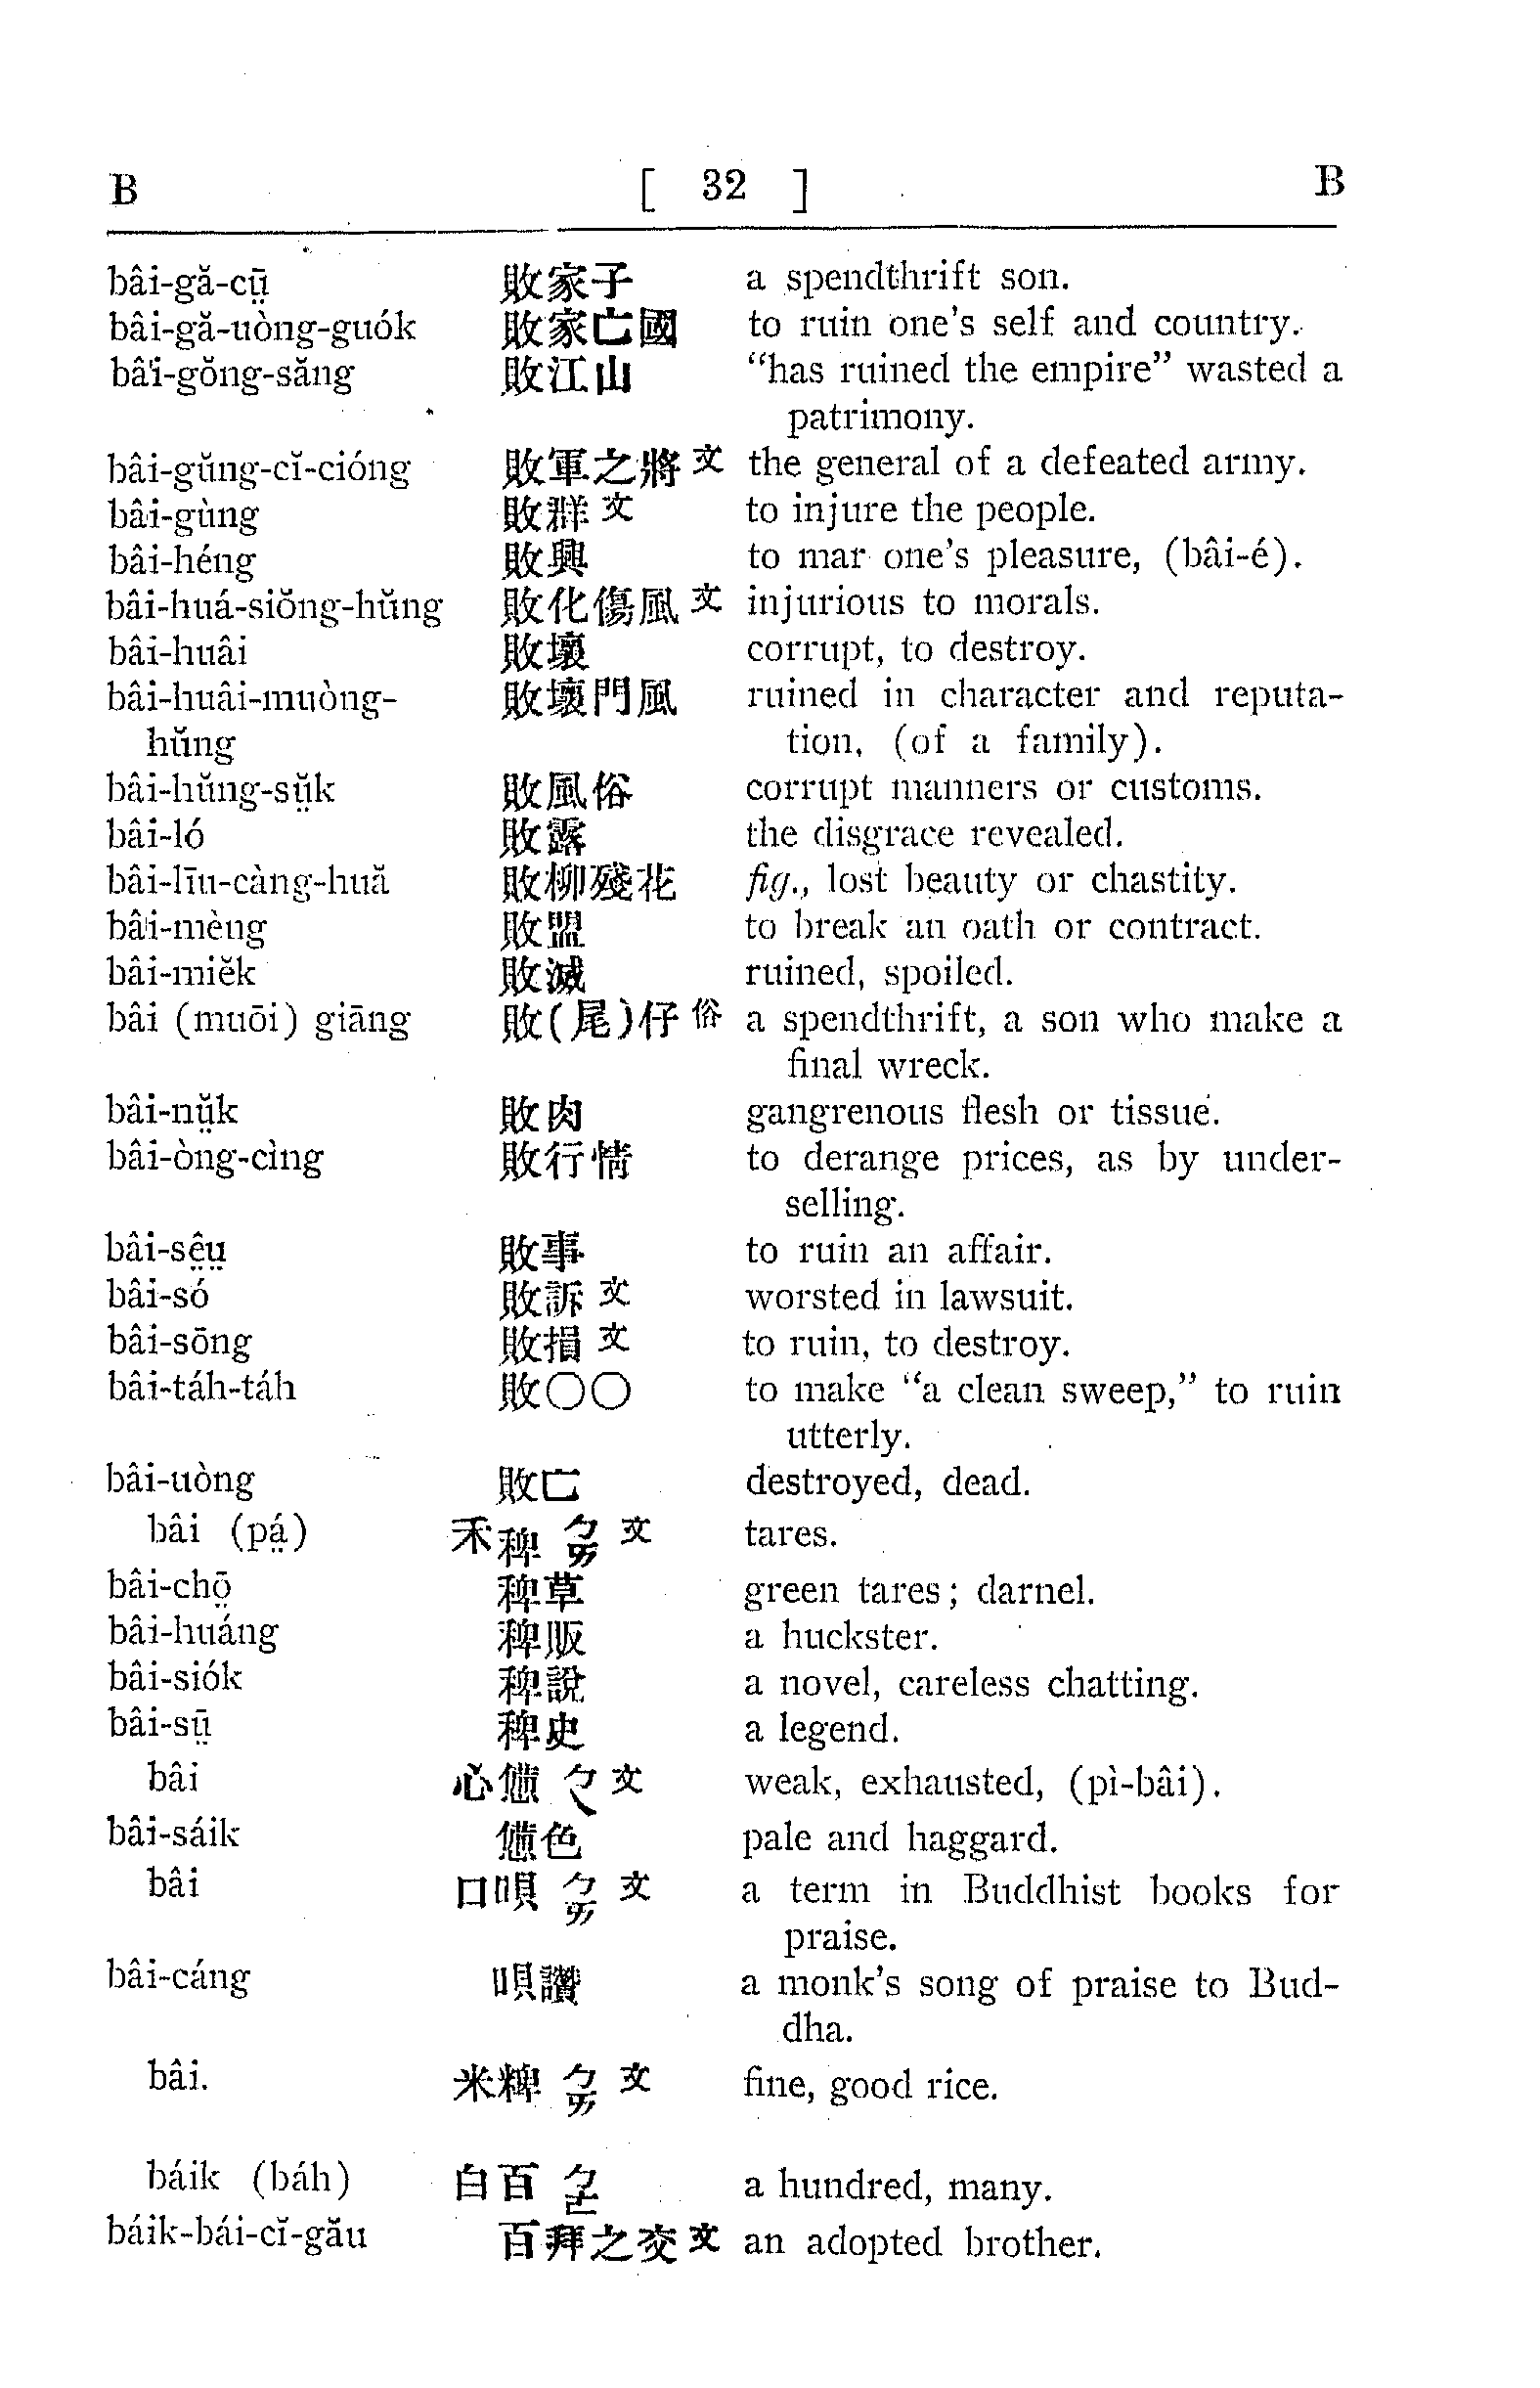 B [ 32 ] B
bâi-gă-cṳ̄ 敗家子 a spendthrift son.
bâi-gă-uòng-guók 敗家亡國 to ruin one's self and country.
bâi-gŏng-săng 敗江山 “has ruined the empire” wasted a
patrimony.
bâi-gŭng-cĭ-cióng 敗軍之將 文 the general of a defeated army.
bâi-gùng 敗羣 文 to injure the people.
bâi-héng 敗興 to mar one's pleasure, (bâi-é).
bâi-huá-siŏng-hŭng 敗化傷風 文 injurious to morals.
bâi-huâi 敗壞 corrupt, to destroy.
bâi-huâi-muòng- 敗壞門風 ruined in character and reputa-
hŭng tion, (of a family).
bâi-hŭng-sṳ̆k 敗風俗 corrupt manners or customs.
bâi-ló 敗露 the disgrace revealed.
bâi-līu-càng-huă 敗柳殘花 fig., lost beauty or chastity.
bâi-mèng 敗盟 to break an oath or contract.
bâi-miĕk 敗滅 ruined, spoiled.
bâi (muōi) giāng 敗(尾)仔 俗 a spendthrift, a son who make a
final wreck.
bâi-nṳ̆k 敗肉 gangrenous flesh or tissue.
bâi-òng-cìng 敗行情 to derange prices, as by under-
selling.
bâi-sê̤ṳ 敗事 to ruin an affair.
bâi-só 敗訴 文 worsted in lawsuit.
bâi-sōng 敗損 文 to ruin, to destroy.
bâi-táh-táh 敗〇〇 to make “a clean sweep,” to ruin
utterly.
bâi-uòng 敗亡 destroyed, dead.
bâi (pá̤) 禾稗 ㄅㄞ 文 tares.
bâi-chō̤ 稗草 green tares; darnel.
bâi-huáng 稗販 a huckster.
bâi-siók 稗說 a novel, careless chatting.
bâi-sṳ̄ 稗史 a legend.
bâi 心憊 ㄅㄟ 文 weak, exhausted, (pì-bâi).
bâi-sáik 憊色 pale and haggard.
bâi 口唄 ㄅㄞ 文 a term in Buddhist books for
praise.
bâi-cáng 唄讚 a monk's song of praise to Bud-
dha.
bâi. 米粺 ㄅㄞ 文 fine, good rice.
báik (báh) 白百 ㄅㄛ a hundred, many.
báik-bái-cĭ-gău 百拜之交 文 an adopted brother.